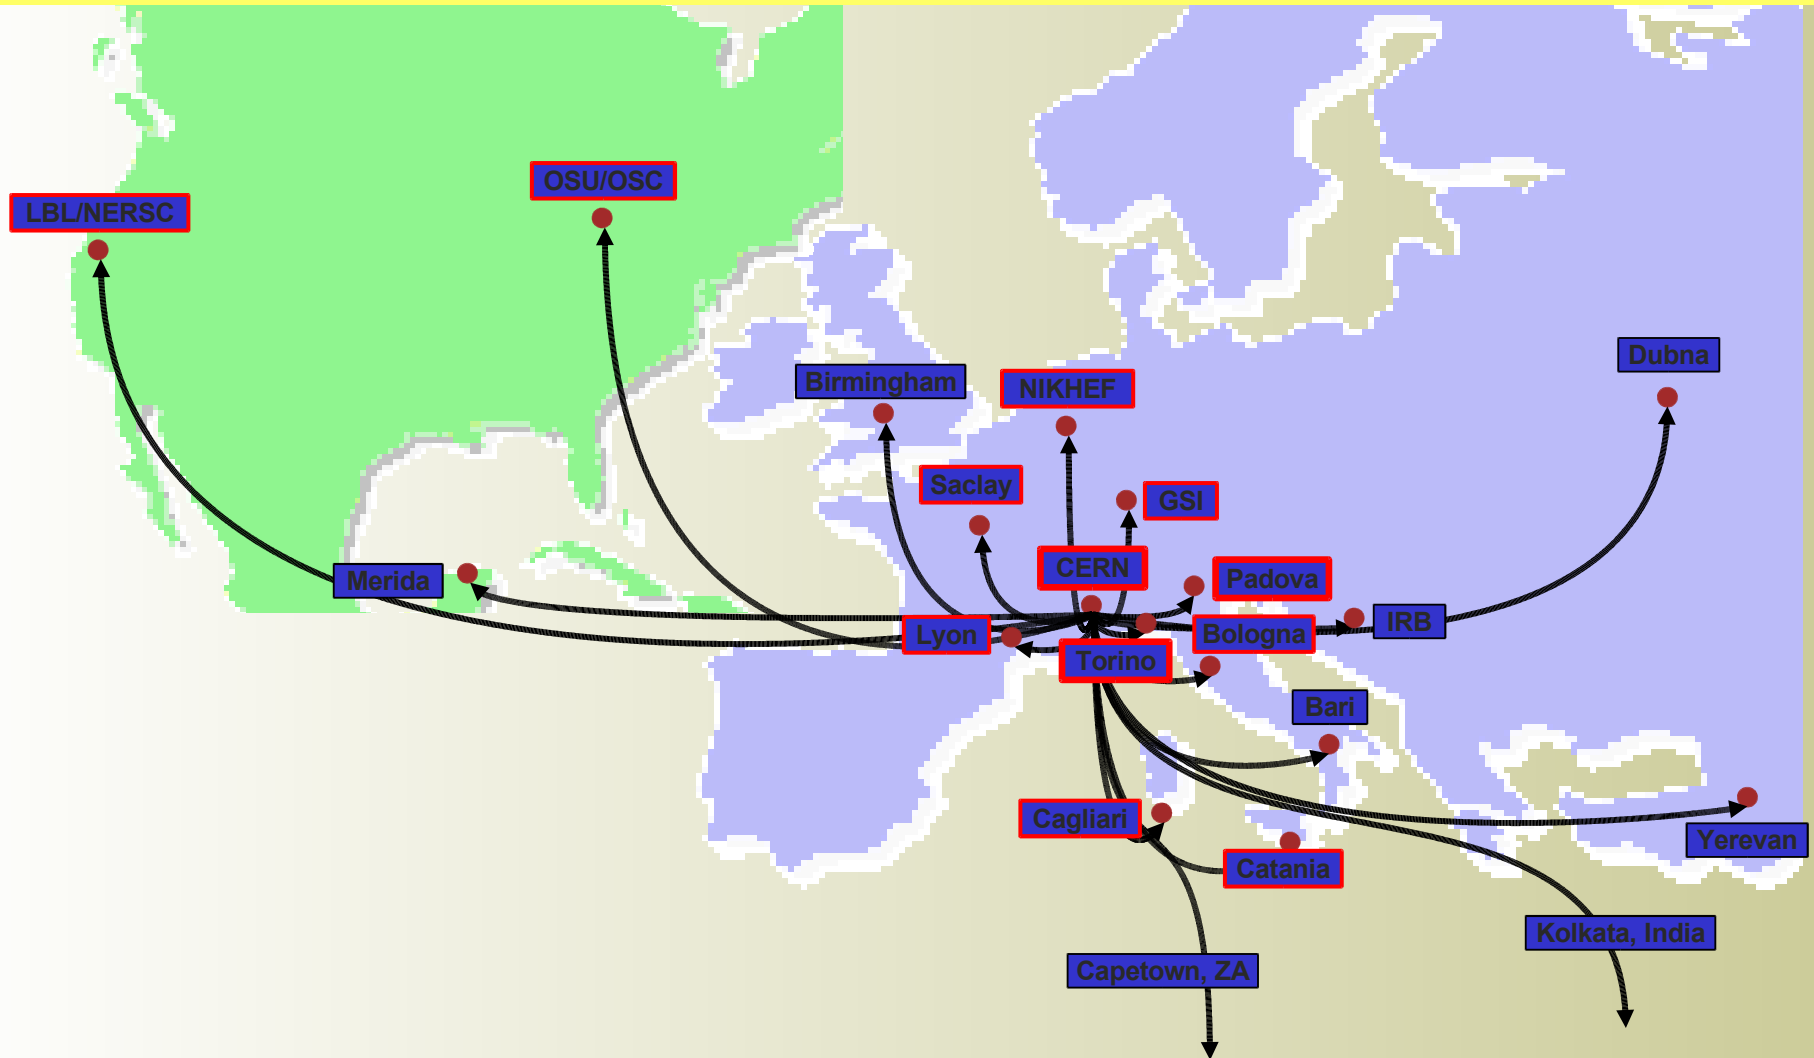 OSU/OSC
LBL/NERSC
Dubna
Birmingham
NIKHEF
Saclay
GSI
CERN
Padova
Merida
IRB
Lyon
Bologna
Torino
Bari
Cagliari
Yerevan
Catania
Kolkata, India
Capetown, ZA